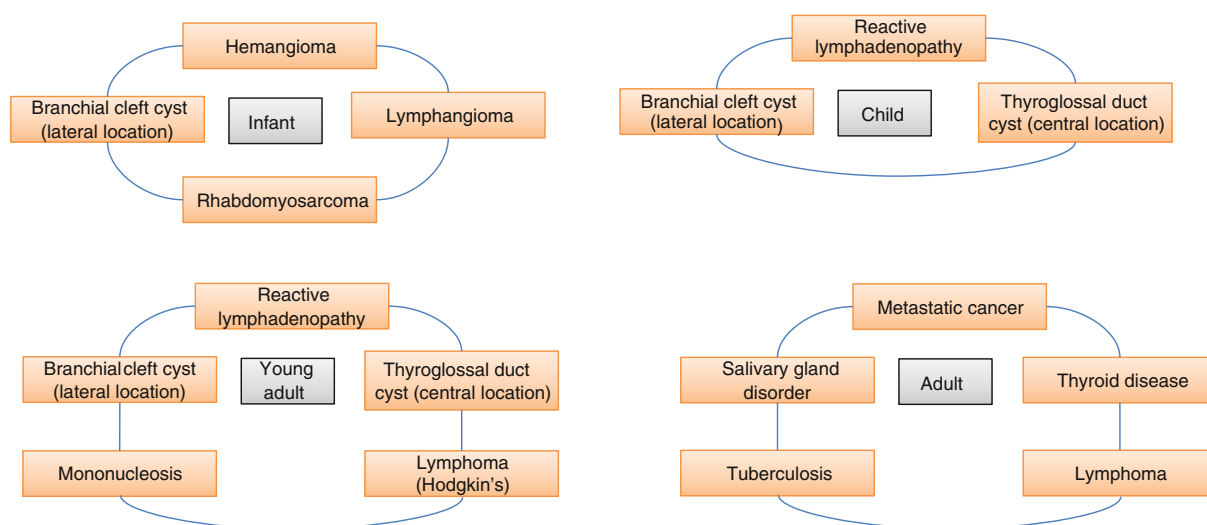 Hemangioma
Branchial cleft cyst
(lateral location)
Infant
Lymphangioma
Rhabdomyosarcoma
Reactive
lymphadenopathy
Branchial cleft cyst
(lateral location)
Child
Thyroglossal duct
cyst (central location)
Reactive
lymphadenopathy
Branchial cleft cyst
(lateral location)
Young
adult
Thyroglossal duct
cyst (central location)
Mononucleosis
Lymphoma
(Hodgkin's)
Metastatic cancer
Salivary gland
disorder
Adult
Thyroid disease
Tuberculosis
Lymphoma